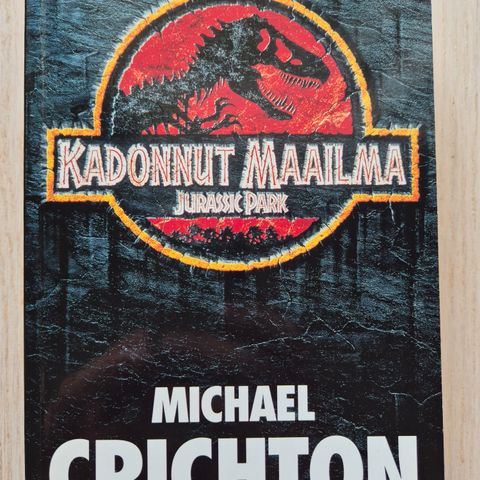 KADONNUT MAAILMA
JURASSIC PARK
MICHAEL
CRICHTON